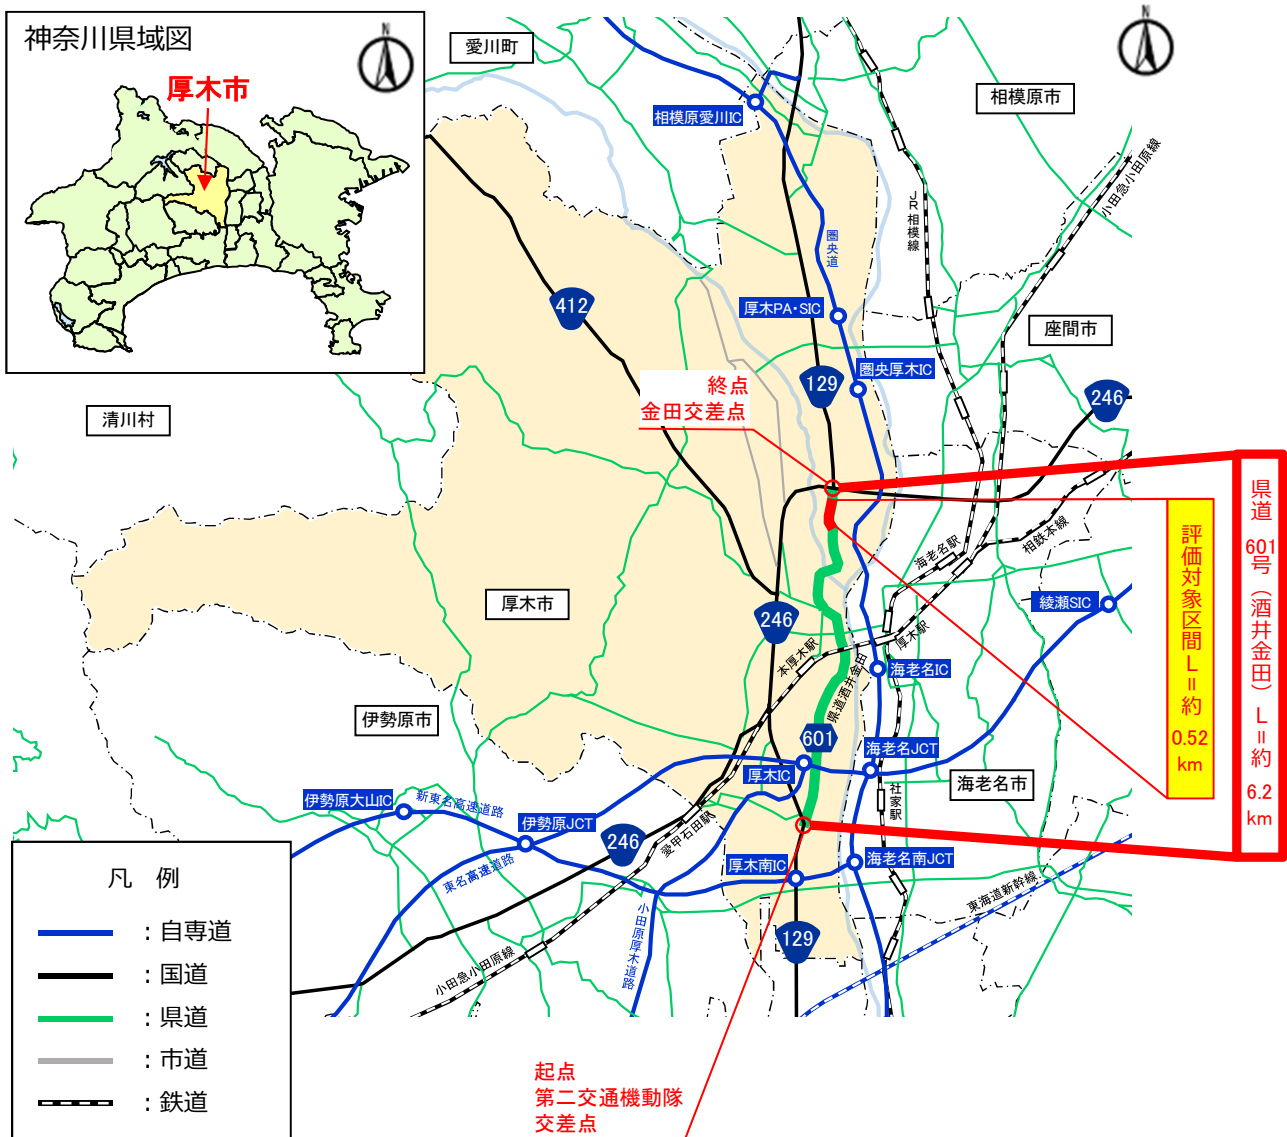 神奈川県域図
N
厚木市
N
愛川町
相模原市
相模原愛川IC
小田急小田原線
JR相模線
圏央道
412
厚木PA・SIC
座間市
圏央厚木IC
129
246
終点
金田交差点
清川村
県道601号（酒井金田）L＝約6.2km
評価対象区間L＝約0.52km
海老名駅
相鉄本線
厚木市
綾瀬SIC
246
本厚木駅
厚木駅
海老名IC
県道酒井金田
伊勢原市
601
海老名JCT
厚木IC
海老名市
社家駅
伊勢原大山IC
新東名高速道路
伊勢原JCT
246
愛甲石田駅
東名高速道路
厚木南IC
海老名南JCT
東海道新幹線
小田原厚木道路
129
小田急小田原線
凡 例
：自専道
：国道
：県道
：市道
：鉄道
起点
第二交通機動隊
交差点